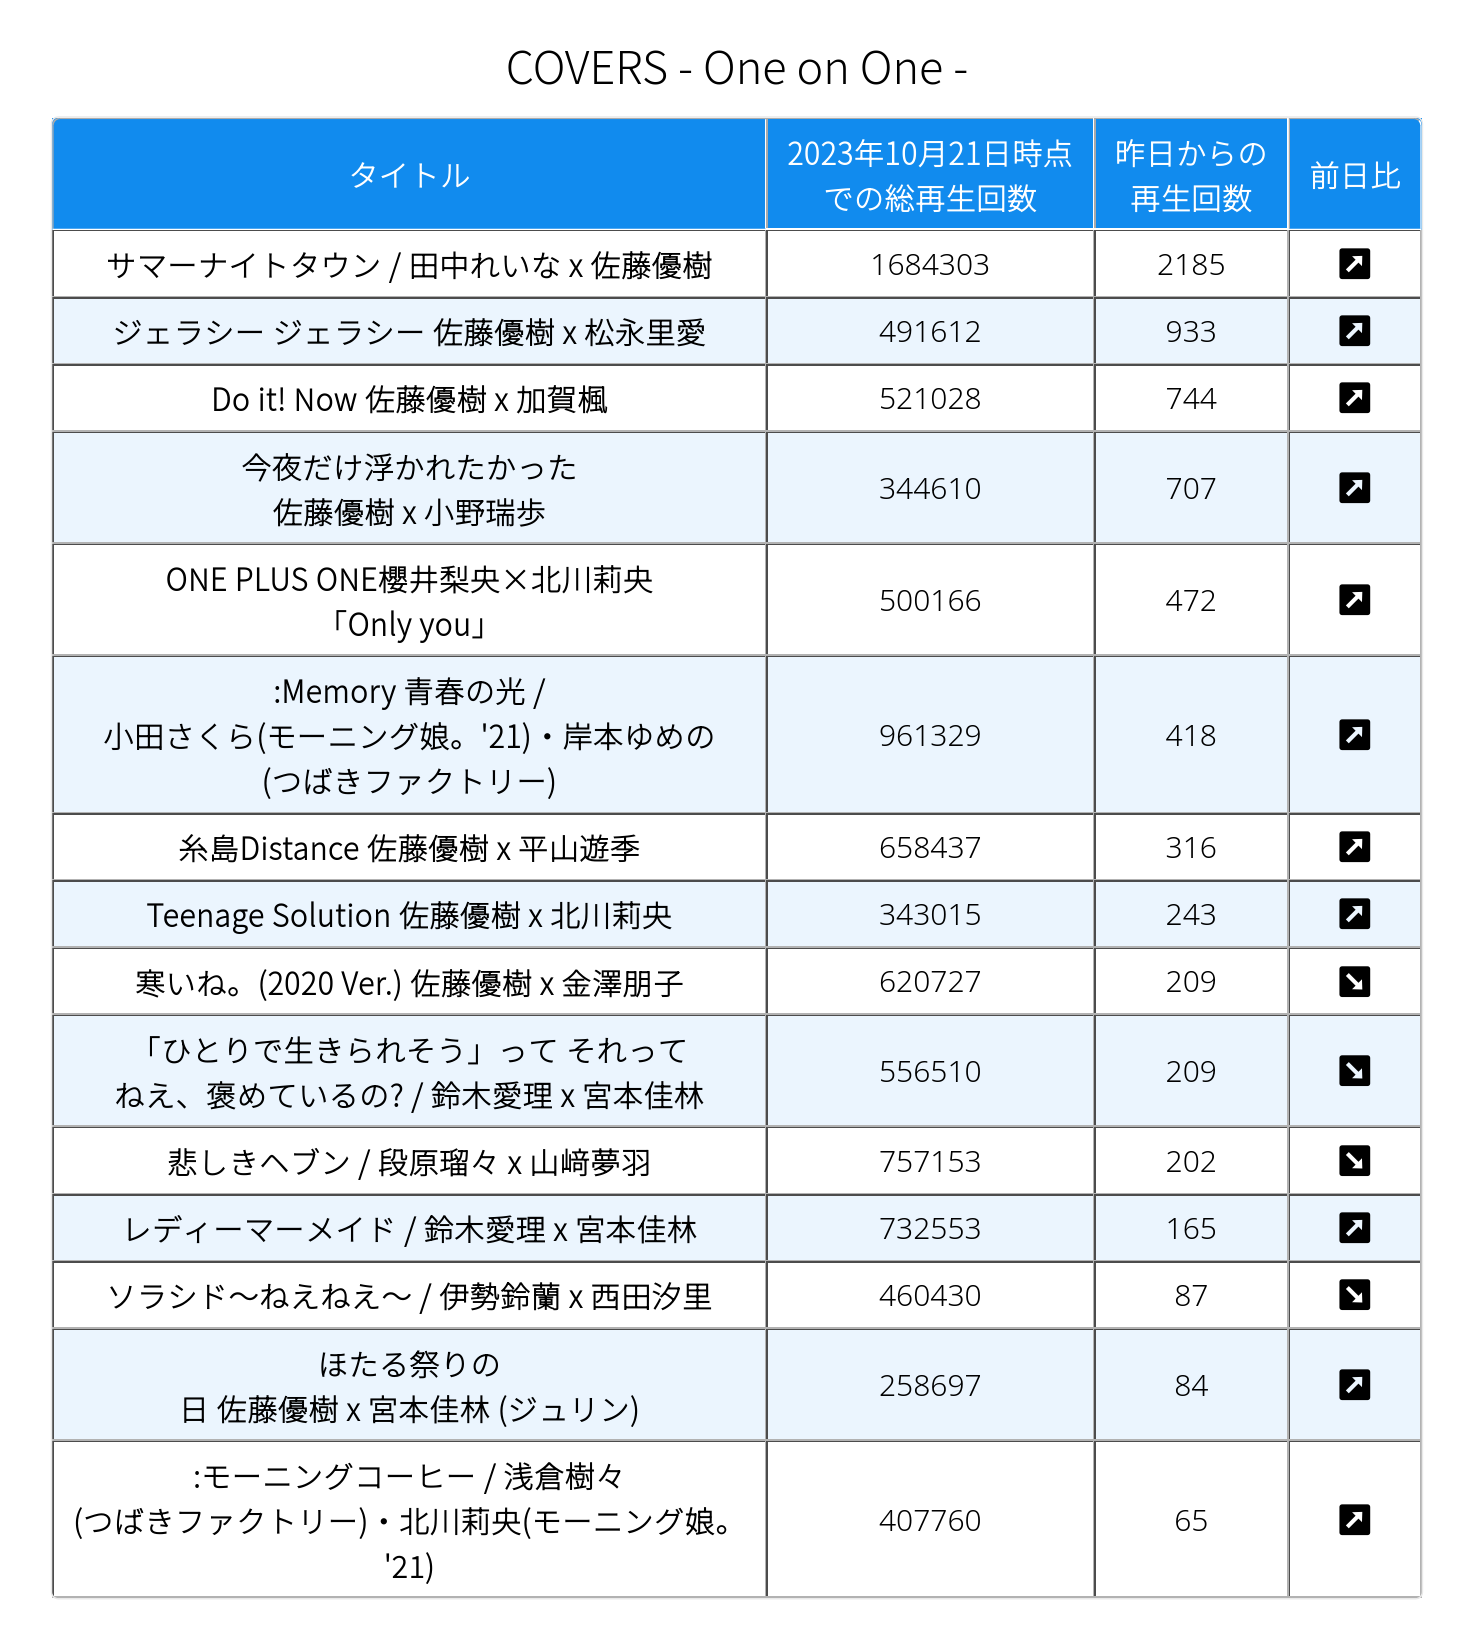 COVERS - One on One -
タイトル
2023年10月21日時点
での総再生回数
昨日からの
再生回数
前日比
サマーナイトタウン / 田中れいな x 佐藤優樹
1684303
2185
ジェラシー ジェラシー 佐藤優樹 x 松永里愛
491612
933
Do it! Now 佐藤優樹 x 加賀楓
521028
744
今夜だけ浮かれたかった
佐藤優樹 x 小野瑞歩
344610
707
ONE PLUS ONE櫻井梨央×北川莉央
「Only you」
500166
472
:Memory 青春の光 /
小田さくら(モーニング娘。'21)・岸本ゆめの
(つばきファクトリー)
961329
418
糸島Distance 佐藤優樹 x 平山遊季
658437
316
Teenage Solution 佐藤優樹 x 北川莉央
343015
243
寒いね。(2020 Ver.) 佐藤優樹 x 金澤朋子
620727
209
「ひとりで生きられそう」って それって
ねえ、褒めているの? / 鈴木愛理 x 宮本佳林
556510
209
悲しきヘブン / 段原瑠々 x 山﨑夢羽
757153
202
レディーマーメイド / 鈴木愛理 x 宮本佳林
732553
165
ソラシド〜ねえねえ〜 / 伊勢鈴蘭 x 西田汐里
460430
87
ほたる祭りの
日 佐藤優樹 x 宮本佳林 (ジュリン)
258697
84
:モーニングコーヒー / 浅倉樹々
(つばきファクトリー)・北川莉央(モーニング娘。
'21)
407760
65